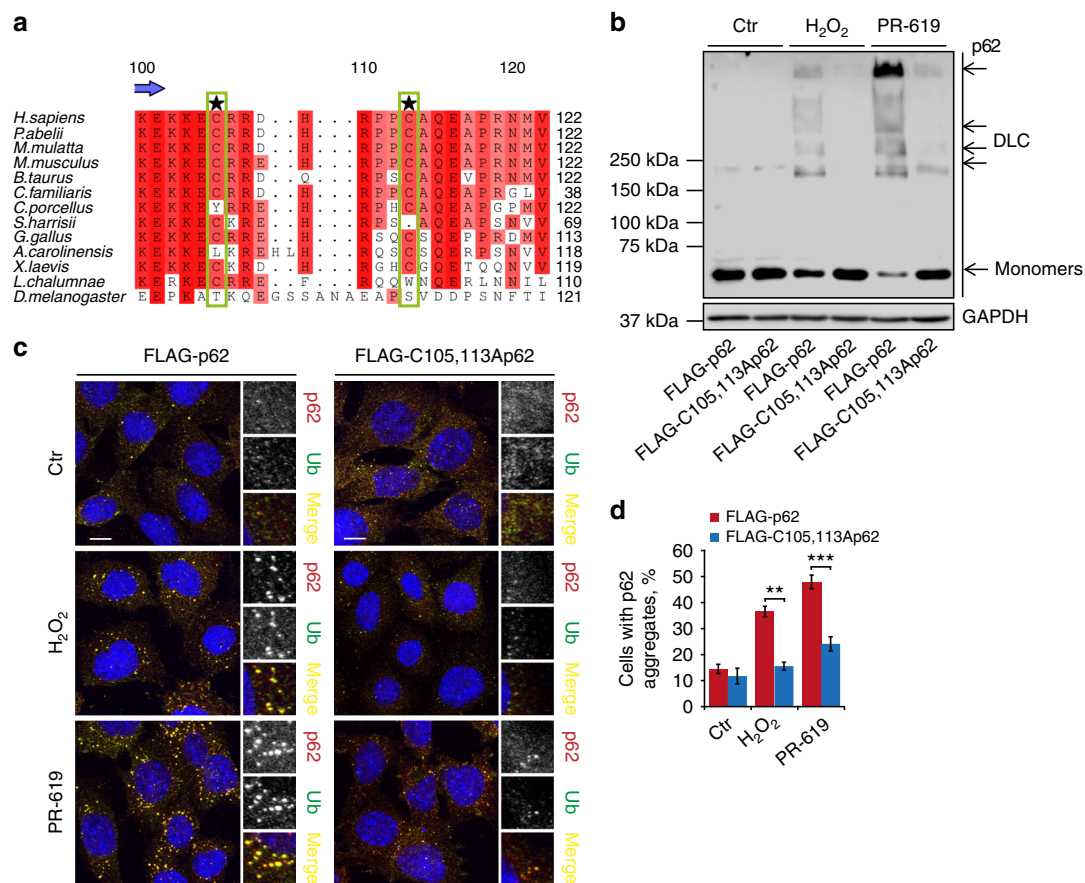 a
100 110 120
H.sapiens K E K K E C R R D . . H . . . R P P C A Q E A P R N M V 122
P.abelii K E K K E C R R D . . H . . . R P P C A Q E A P R N M V 122
M.mulatta K E K K E C R R D . . H . . . R P P C A Q E A P R N M V 122
M.musculus K E K K E C R R E . . H . . . R P P C A Q E A P R N M V 122
B.taurus K E K K E C R R D . . Q . . . R P S C A Q E V P R N M V 122
C.familiaris K E K K E C R R D . . H . . . R P P C A Q E A P R G L V 38
C.porcellus K E K K E Y R R E . . H . . . R P H C A Q E A P G P M V 122
S.harrisii K E K K E C K R E . . H . . . R P S . A Q E A P S N V V 69
G.gallus K E K K E C R R E . . H . . . R S Q C S Q E P P R D M V 113
A.carolinensis K E K K E L K R E H L H . . . R Q S C S Q E R P S N V V 118
X.laevis K E K K E C K R D . . H . . . R G H C G Q E T Q Q N V V 119
L.chalumnae K E R K E C R R E . . F . . . R Q Q W N Q E R L N N I L 110
D.melanogaster E E P K A T K Q E G S S A N A E A P S V D D P S N F T I 121
b
Ctr H2O2 PR-619
p62
DLC
250 kDa
150 kDa
100 kDa
75 kDa
Monomers
37 kDa
GAPDH
FLAG-p62
FLAG-C105,113Ap62
FLAG-p62
FLAG-C105,113Ap62
FLAG-p62
FLAG-C105,113Ap62
c
FLAG-p62 FLAG-C105,113Ap62
Ctr
p62 p62
Ub Ub
Merge Merge
H2O2
p62 p62
Ub Ub
Merge Merge
PR-619
p62 p62
Ub Ub
Merge Merge
d
FLAG-p62
FLAG-C105,113Ap62
Cells with p62
aggregates, %
60
50
40
30
20
10
0
**
***
Ctr
H2O2
PR-619